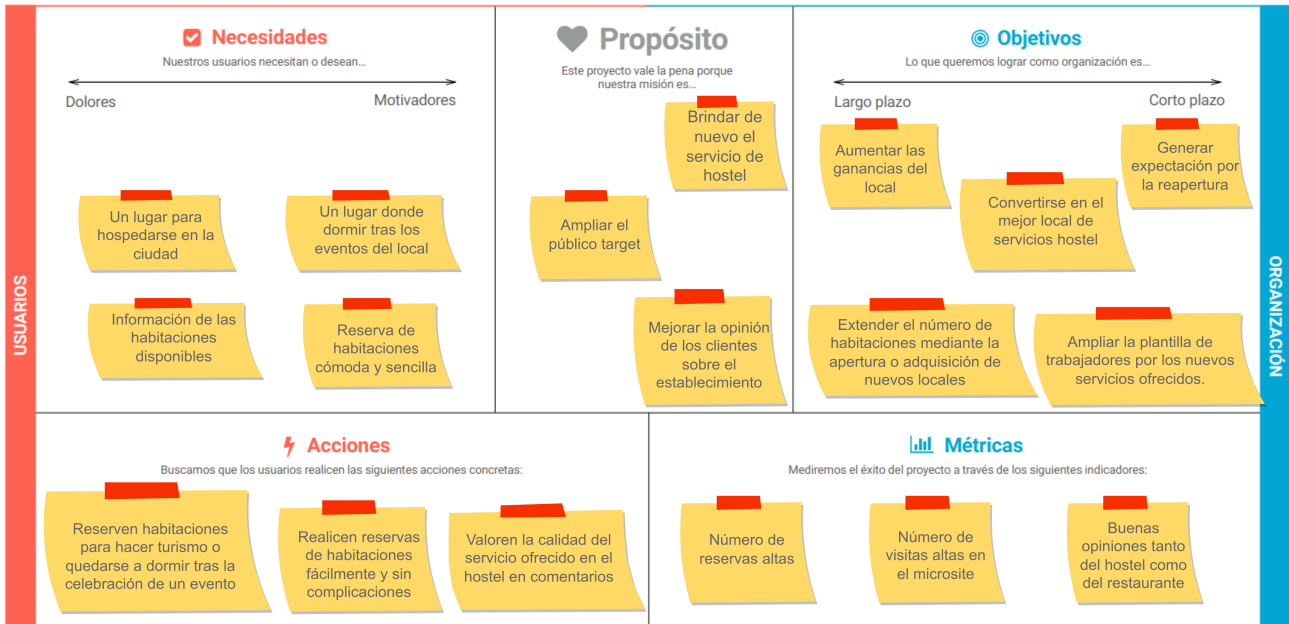 USUARIOS
Necesidades
Nuestros usuarios necesitan o desean...
Dolores
Motivadores
Un lugar para
hospedarse en la
ciudad
Un lugar donde
dormir tras los
eventos del local
Información de las
habitaciones
disponibles
Reserva de
habitaciones
cómoda y sencilla
Propósito
Este proyecto vale la pena porque
nuestra misión es...
Brindar de
nuevo el
servicio de
hostel
Ampliar el
público target
Mejorar la opinión
de los clientes
sobre el
establecimiento
Objetivos
Lo que queremos lograr como organización es...
Largo plazo
Corto plazo
Aumentar las
ganancias del
local
Convertirse en el
mejor local de
servicios hostel
Generar
expectación por
la reapertura
Extender el número de
habitaciones mediante la
apertura o adquisición de
nuevos locales
Ampliar la plantilla de
trabajadores por los nuevos
servicios ofrecidos.
ORGANIZACIÓN
Acciones
Buscamos que los usuarios realicen las siguientes acciones concretas:
Reserven habitaciones
para hacer turismo o
quedarse a dormir tras la
celebración de un evento
Realicen reservas
de habitaciones
fácilmente y sin
complicaciones
Valoren la calidad del
servicio ofrecido en el
hostel en comentarios
Métricas
Mediremos el éxito del proyecto a través de los siguientes indicadores:
Número de
reservas altas
Número de
visitas altas en
el microsite
Buenas
opiniones tanto
del hostel como
del restaurante